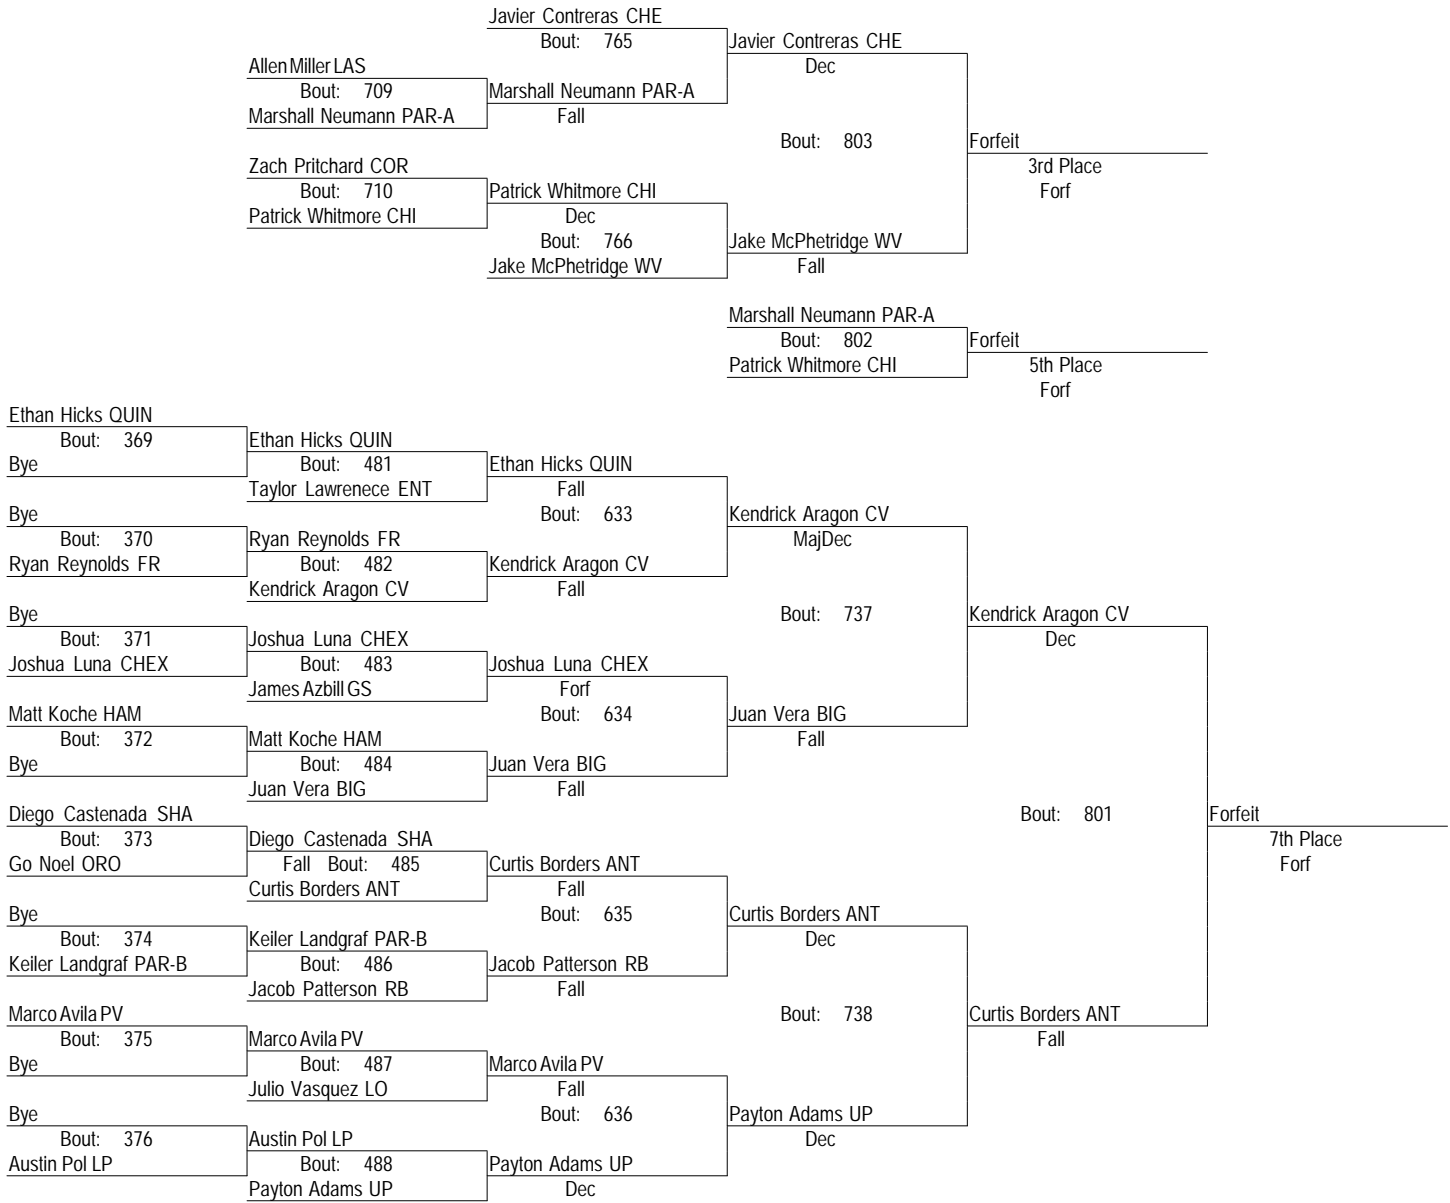 Javier Contreras CHE
Bout: 765 Javier Contreras CHE
Allen Miller LAS Dec
Bout: 709 Marshall Neumann PAR-A
Marshall Neumann PAR-A Fall
Bout: 803 Forfeit
Zach Pritchard COR 3rd Place
Bout: 710 Patrick Whitmore CHI Forf
Patrick Whitmore CHI Dec
Bout: 766 Jake McPhetridge WV
Jake McPhetridge WV Fall
Marshall Neumann PAR-A
Bout: 802 Forfeit
Patrick Whitmore CHI 5th Place
Forf
Ethan Hicks QUIN
Bout: 369 Ethan Hicks QUIN
Bye Bout: 481 Ethan Hicks QUIN
Taylor Lawrenece ENT Fall
Bye Bout: 633 Kendrick Aragon CV
Bout: 370 Ryan Reynolds FR MajDec
Ryan Reynolds FR Bout: 482 Kendrick Aragon CV
Kendrick Aragon CV Fall
Bye Bout: 737 Kendrick Aragon CV
Bout: 371 Joshua Luna CHEX Dec
Joshua Luna CHEX Bout: 483 Joshua Luna CHEX
James Azbill GS Forf
Matt Koche HAM Bout: 634 Juan Vera BIG
Bout: 372 Matt Koche HAM Fall
Bye Bout: 484 Juan Vera BIG
Juan Vera BIG Fall
Diego Castenada SHA Bout: 801 Forfeit
Bout: 373 Diego Castenada SHA 7th Place
Go Noel ORO Fall Bout: 485 Curtis Borders ANT Forf
Curtis Borders ANT Fall
Bye Bout: 635 Curtis Borders ANT
Bout: 374 Keiler Landgraf PAR-B Dec
Keiler Landgraf PAR-B Bout: 486 Jacob Patterson RB
Jacob Patterson RB Fall
Marco Avila PV Bout: 738 Curtis Borders ANT
Bout: 375 Marco Avila PV Fall
Bye Bout: 487 Marco Avila PV
Julio Vasquez LO Fall
Bye Bout: 636 Payton Adams UP
Bout: 376 Austin Pol LP Dec
Austin Pol LP Bout: 488 Payton Adams UP
Payton Adams UP Dec